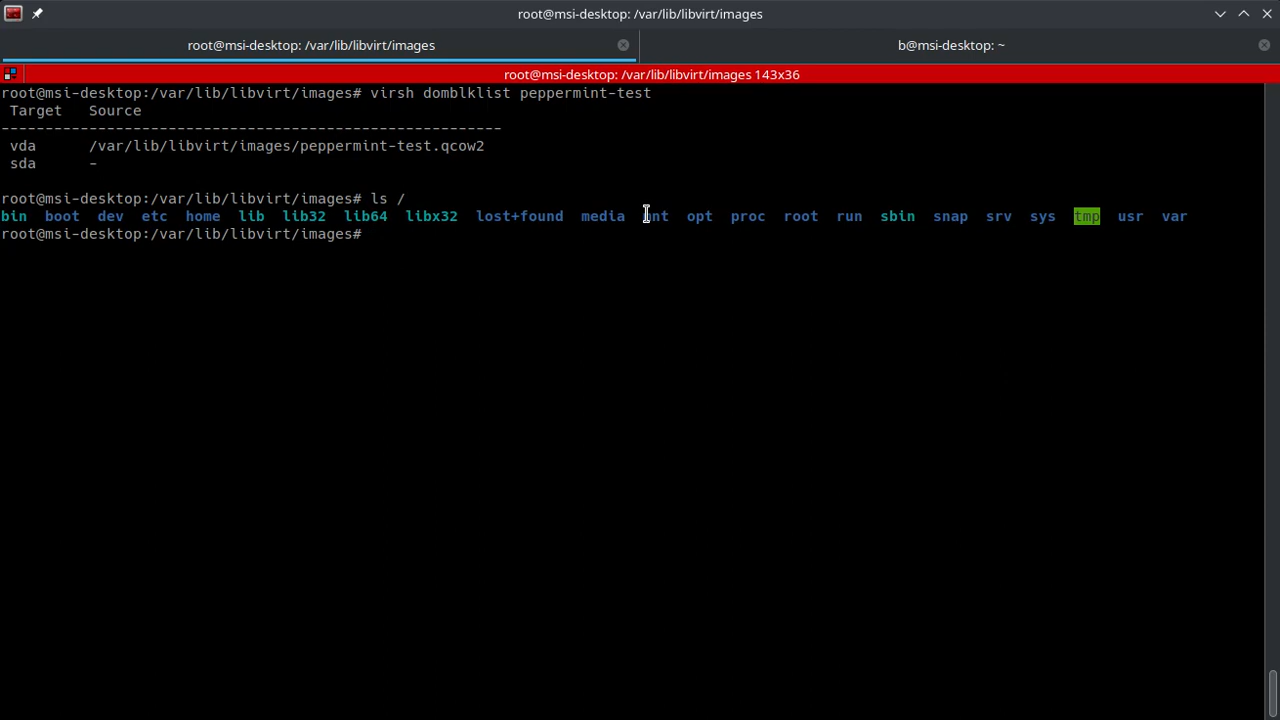 root@msi-desktop: /var/lib/libvirt/images
root@msi-desktop: /var/lib/libvirt/images
b@msi-desktop: ~
root@msi-desktop: /var/lib/libvirt/images 143x36
root@msi-desktop:/var/lib/libvirt/images# virsh domblklist peppermint-test
Target Source
---------------------------------------------------------
vda /var/lib/libvirt/images/peppermint-test.qcow2
sda -
root@msi-desktop:/var/lib/libvirt/images# ls /
bin boot dev etc home lib lib32 lib64 libx32 lost+found media mnt opt proc root run sbin snap srv sys tmp usr var
root@msi-desktop:/var/lib/libvirt/images#